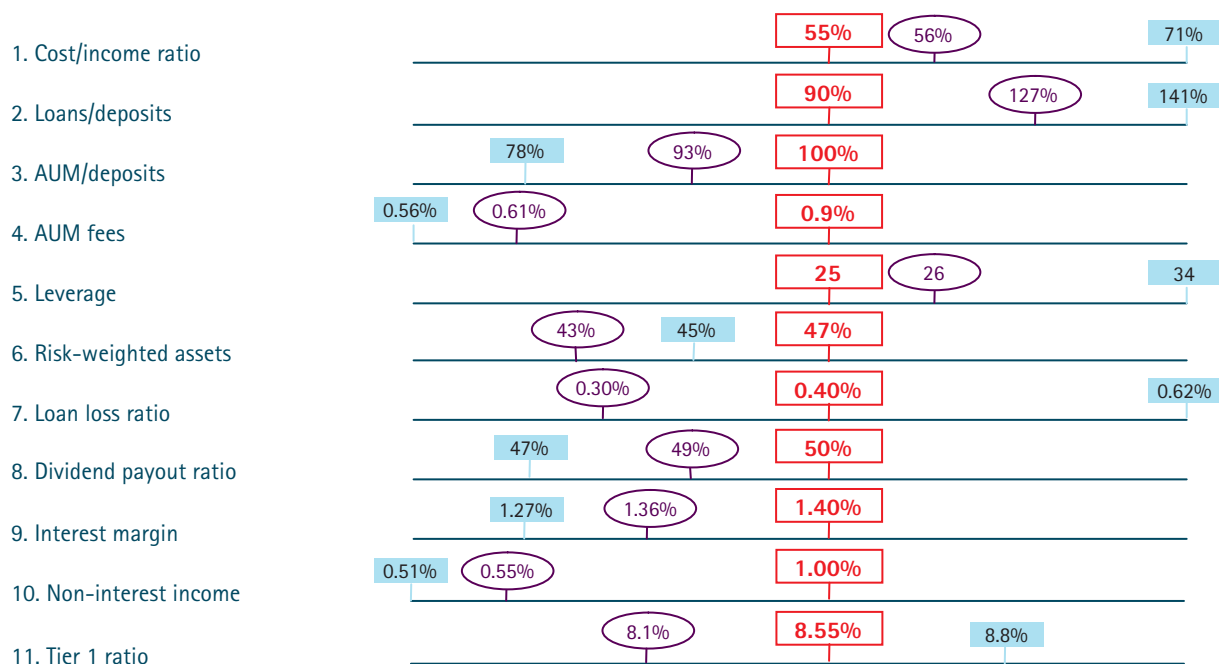 55% 56% 71%
1. Cost/income ratio
90% 127% 141%
2. Loans/deposits
78% 93% 100%
3. AUM/deposits
0.56% 0.61% 0.9%
4. AUM fees
25 26 34
5. Leverage
43% 45% 47%
6. Risk-weighted assets
0.30% 0.40% 0.62%
7. Loan loss ratio
47% 49% 50%
8. Dividend payout ratio
1.27% 1.36% 1.40%
9. Interest margin
0.51% 0.55% 1.00%
10. Non-interest income
8.1% 8.55% 8.8%
11. Tier 1 ratio